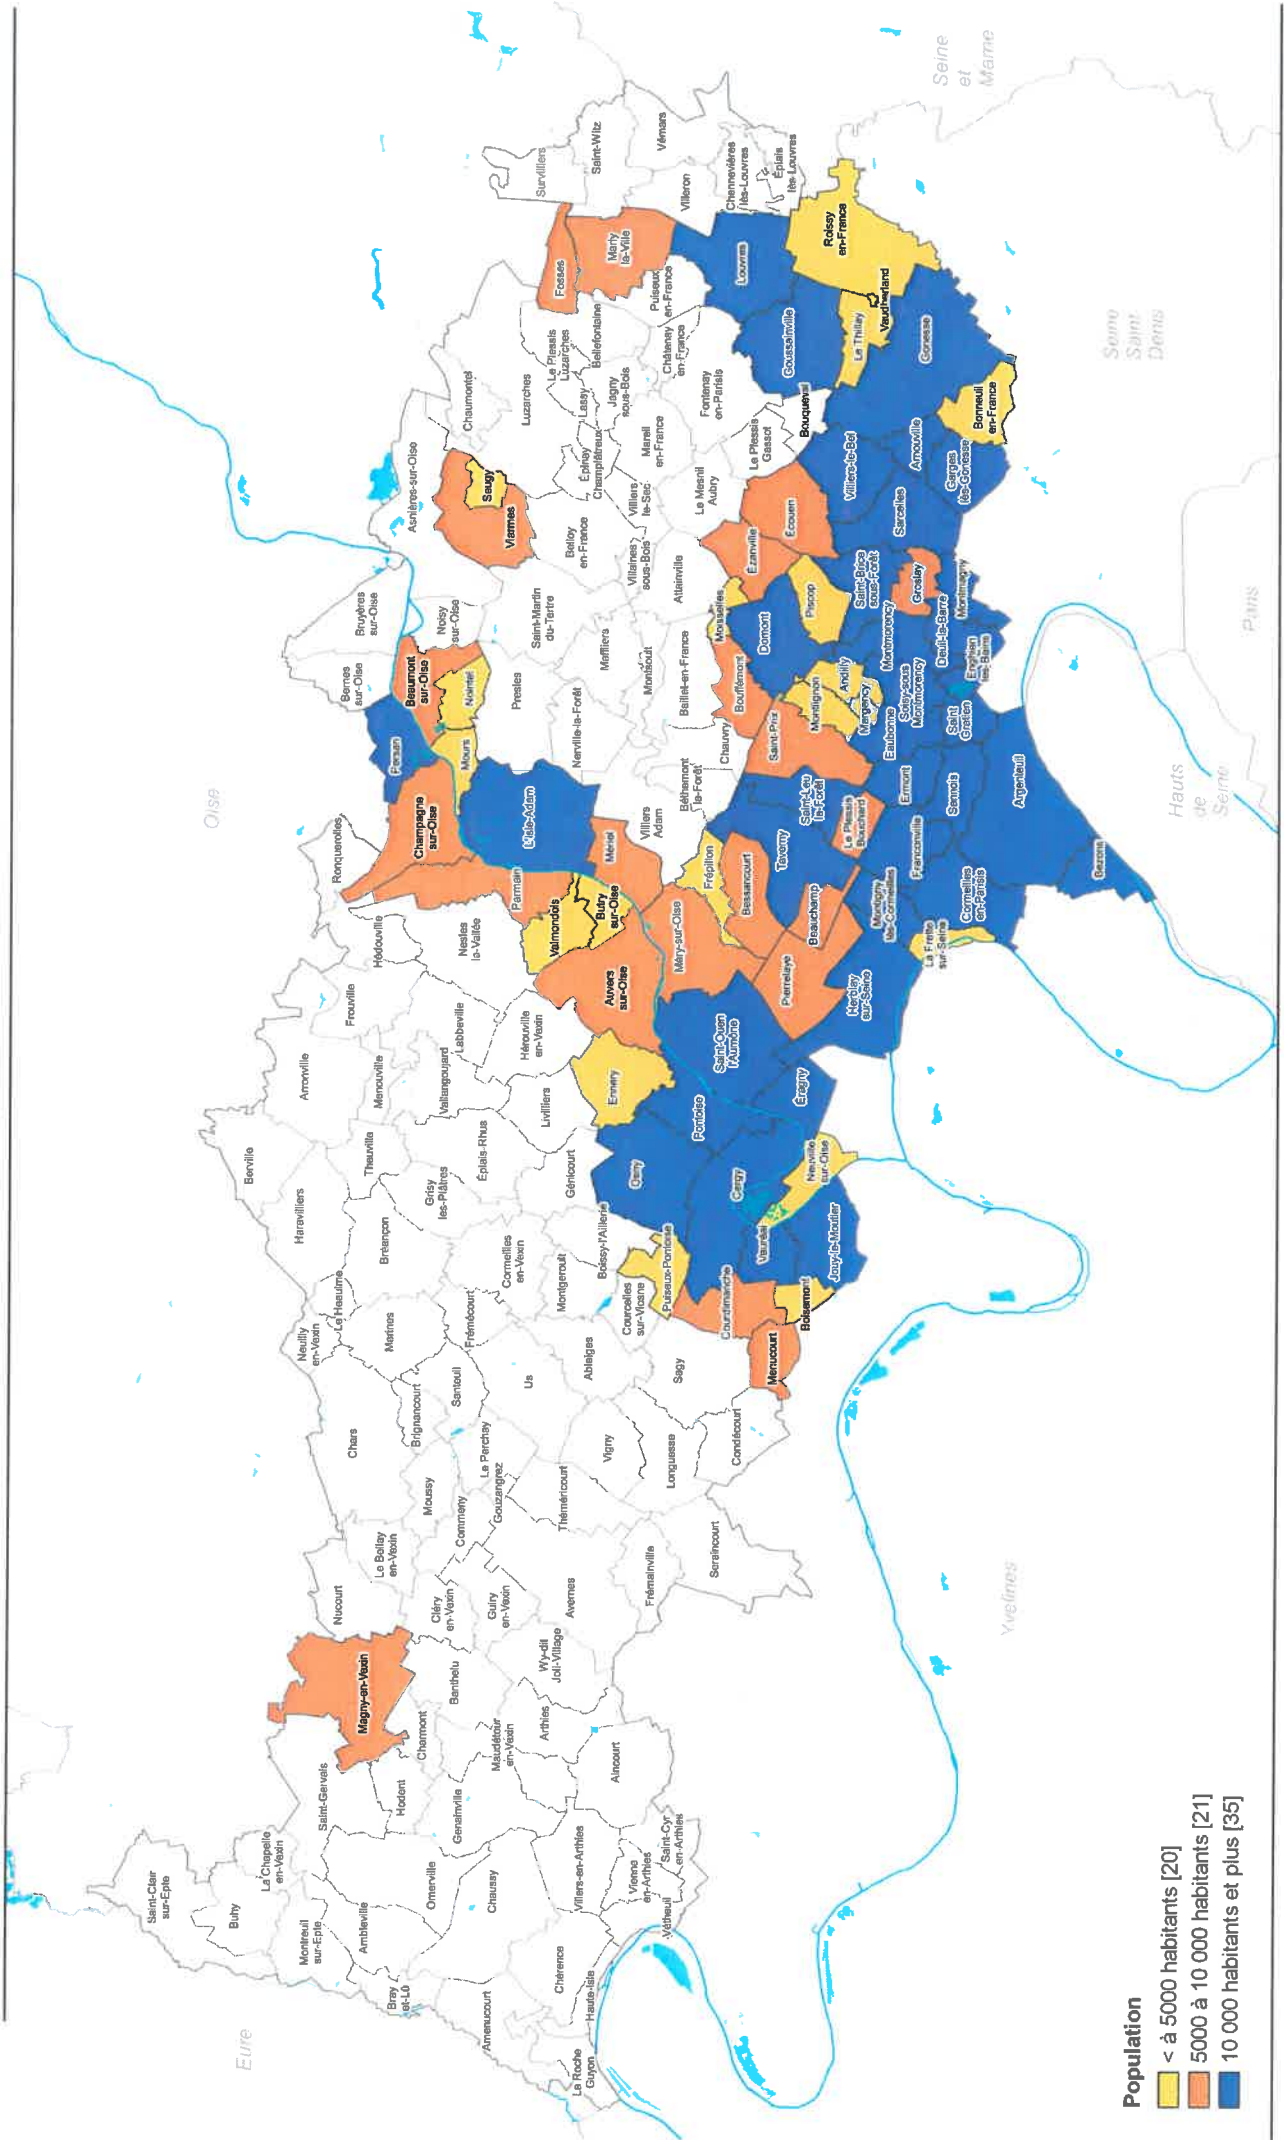 Eure
Oise
Yvelines
Hauts
de
Seine
Paris
Seine
Saint
Denis
Seine
et
Marne
Saint-Clair
sur-Epte
Buhy
La Chapelle
en-Vexin
Montreuil
sur-Epte
Saint-Gervais
Magny-en-Vexin
Ambleville
Bray
et-Lû
Hodent
Omerville
Charmont
Genainville
Banthelu
Chaussy
Amenucourt
Maudétour
en-Vexin
Arthies
Wy-dit
Joli-Village
Chérence
Haute-Isle
La Roche
Guyon
Villers-en-Arthies
Vienne
en-Arthies
Saint-Cyr
en-Arthies
Vétheuil
Aincourt
Nucourt
Le Bellay
en-Vexin
Cléry
en-Vexin
Guiry
en-Vexin
Avernes
Frémainville
Seraincourt
Chars
Moussy
Commeny
Gouzangrez
Le Perchay
Théméricourt
Vigny
Longuesse
Condécourt
Brignancourt
Santeuil
Us
Ableiges
Sagy
Neuilly
en-Vexin
Le Heaulme
Marines
Frémécourt
Cormeilles
en-Vexin
Montgeroult
Boissy-l'Aillerie
Courcelles
sur-Viosne
Puiseux-Pontoise
Courdimanche
Menucourt
Boisemont
Haravilliers
Bréançon
Berville
Theuville
Grisy
les-Plâtres
Épiais-Rhus
Génicourt
Osny
Cergy
Vauréal
Jouy-le-Moutier
Neuville
sur-Oise
Arronville
Menouville
Vallangoujard
Livilliers
Ennery
Pontoise
Éragny
Saint-Ouen
l'Aumône
Frouville
Labbeville
Hérouville
en-Vexin
Hédouville
Nesles
la-Vallée
Ronquerolles
Champagne
sur-Oise
Parmain
Valmondois
Butry
sur-Oise
Auvers
sur-Oise
Méry-sur-Oise
Mériel
L'Isle-Adam
Persan
Mours
Beaumont
sur-Oise
Nointel
Bernes
sur-Oise
Bruyères
sur-Oise
Noisy
sur-Oise
Presles
Nerville-la-Forêt
Villiers
Adam
Béthemont
la-Forêt
Chauvry
Frépillon
Bessancourt
Taverny
Beauchamp
Pierrelaye
Herblay
sur-Seine
Montigny
lès-Cormeilles
La Frette
sur-Seine
Cormeilles
en-Parisis
Franconville
Le Plessis
Bouchard
Saint-Leu
la-Forêt
Ermont
Sannois
Argenteuil
Bezons
Saint-Prix
Eaubonne
Montlignon
Andilly
Margency
Soisy-sous
Montmorency
Saint
Gratien
Enghien
les-Bains
Deuil-la-Barre
Montmagny
Montmorency
Groslay
Saint-Brice
sous-Forêt
Piscop
Domont
Bouffémont
Moisselles
Ézanville
Écouen
Baillet-en-France
Montsoult
Maffliers
Saint-Martin
du-Tertre
Attainville
Villaines
sous-Bois
Belloy
en-France
Viarmes
Seugy
Asnières-sur-Oise
Chaumontel
Luzarches
Le Plessis
Luzarches
Lassy
Épinay
Champlâtreux
Jagny
sous-Bois
Bellefontaine
Mareil
en-France
Villiers
le-Sec
Le Mesnil
Aubry
Châtenay
en-France
Fontenay
en-Parisis
Puiseux
en-France
Le Plessis
Gassot
Bouqueval
Fosses
Marly
la-Ville
Survilliers
Saint-Witz
Vémars
Villeron
Chennevières
lès-Louvres
Épiais
lès-Louvres
Louvres
Goussainville
Roissy
en-France
Le Thillay
Vaudherland
Gonesse
Bonneuil
en-France
Villiers-le-Bel
Arnouville
Garges
lès-Gonesse
Sarcelles
Population
< à 5000 habitants [20]
5000 à 10 000 habitants [21]
10 000 habitants et plus [35]